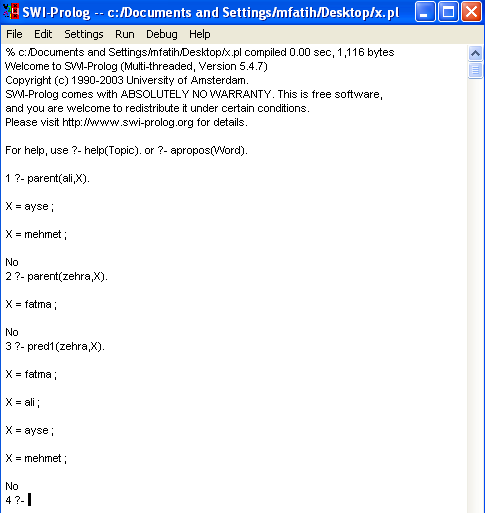 SWI-Prolog -- c:/Documents and Settings/mfatih/Desktop/x.pl
File Edit Settings Run Debug Help
% c:/Documents and Settings/mfatih/Desktop/x.pl compiled 0.00 sec, 1,116 bytes
Welcome to SWI-Prolog (Multi-threaded, Version 5.4.7)
Copyright (c) 1990-2003 University of Amsterdam.
SWI-Prolog comes with ABSOLUTELY NO WARRANTY. This is free software,
and you are welcome to redistribute it under certain conditions.
Please visit http://www.swi-prolog.org for details.
For help, use ?- help(Topic). or ?- apropos(Word).
1 ?- parent(ali,X).
X = ayse ;
X = mehmet ;
No
2 ?- parent(zehra,X).
X = fatma ;
No
3 ?- pred1(zehra,X).
X = fatma ;
X = ali ;
X = ayse ;
X = mehmet ;
No
4 ?-